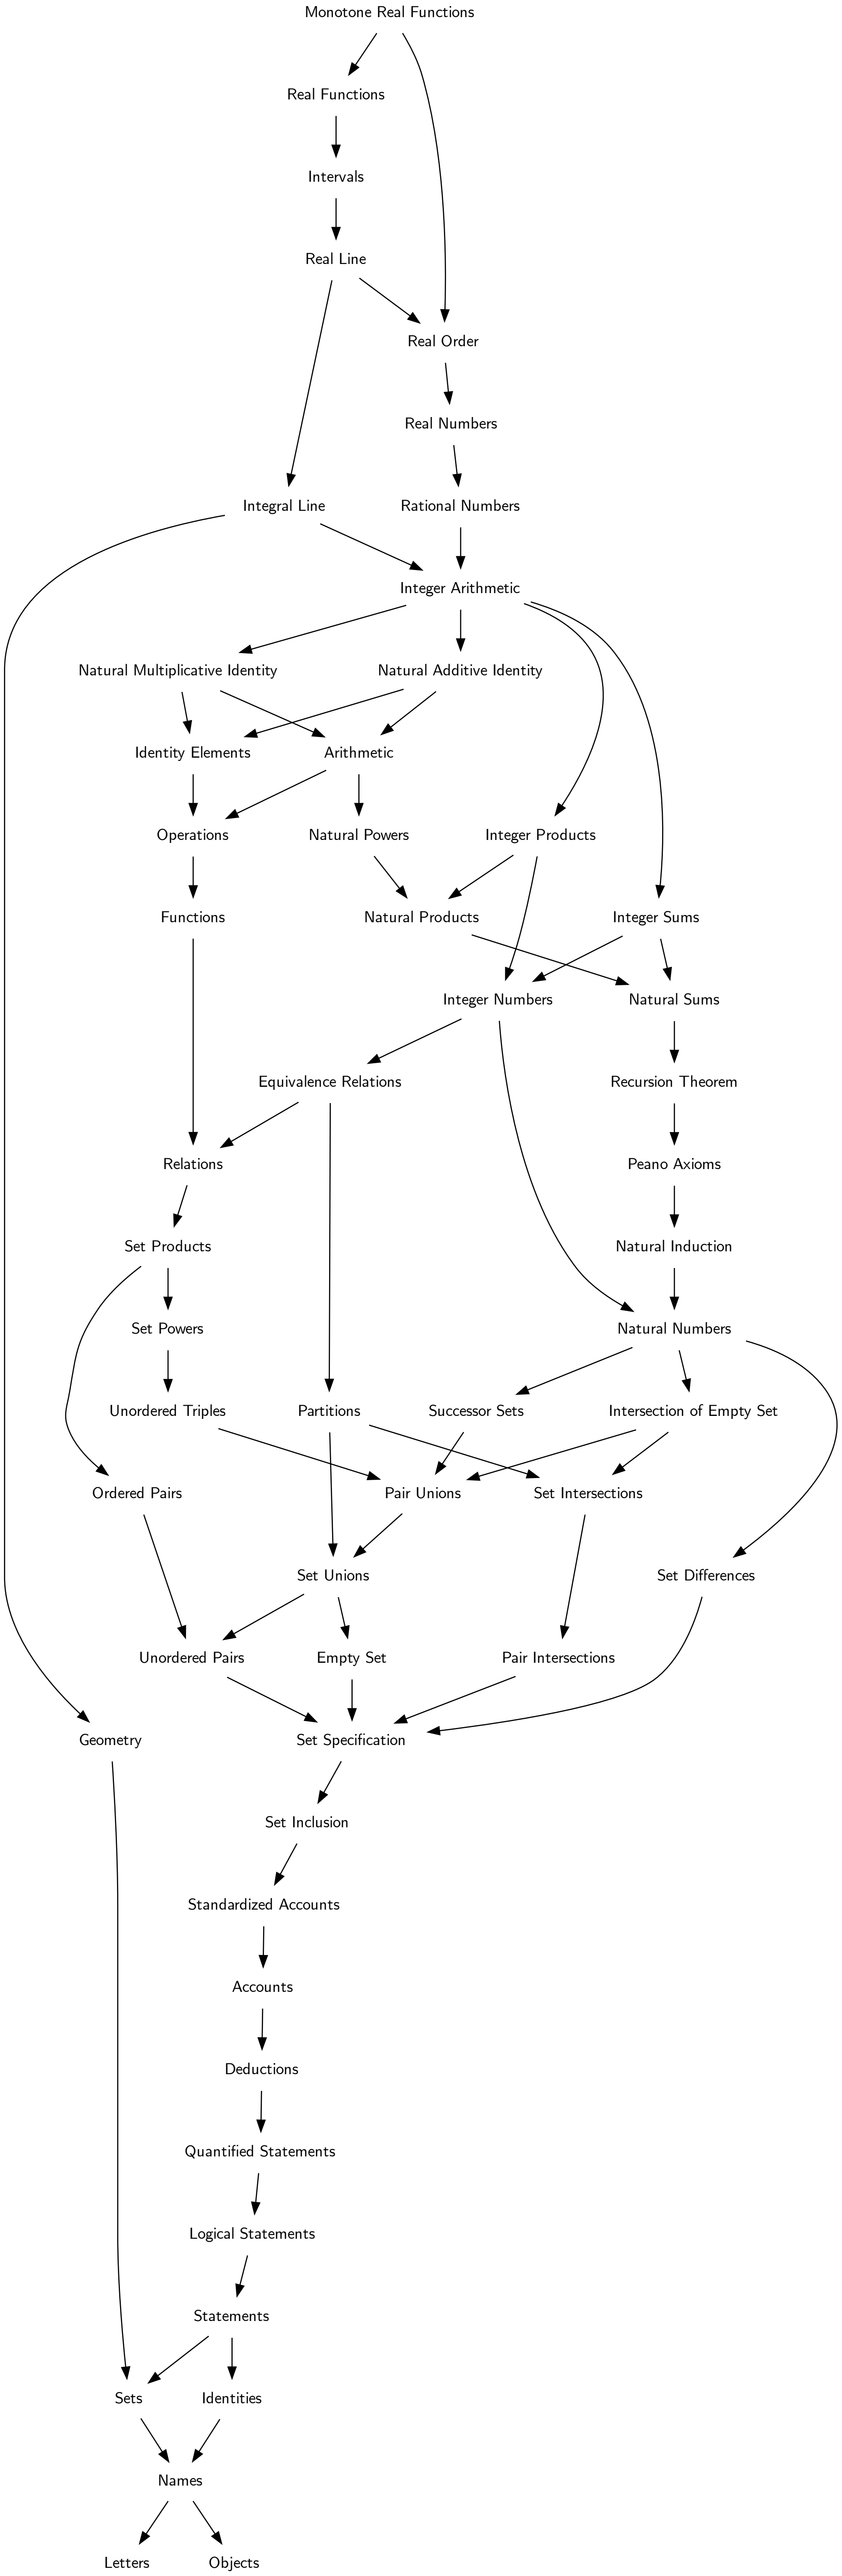 Monotone Real Functions
Real Functions
Intervals
Real Line
Real Order
Real Numbers
Integral Line
Rational Numbers
Integer Arithmetic
Natural Multiplicative Identity
Natural Additive Identity
Identity Elements
Arithmetic
Operations
Natural Powers
Integer Products
Functions
Natural Products
Integer Sums
Integer Numbers
Natural Sums
Equivalence Relations
Recursion Theorem
Relations
Peano Axioms
Set Products
Natural Induction
Set Powers
Natural Numbers
Unordered Triples
Partitions
Successor Sets
Intersection of Empty Set
Ordered Pairs
Pair Unions
Set Intersections
Set Unions
Set Differences
Unordered Pairs
Empty Set
Pair Intersections
Geometry
Set Specification
Set Inclusion
Standardized Accounts
Accounts
Deductions
Quantified Statements
Logical Statements
Statements
Sets
Identities
Names
Letters
Objects